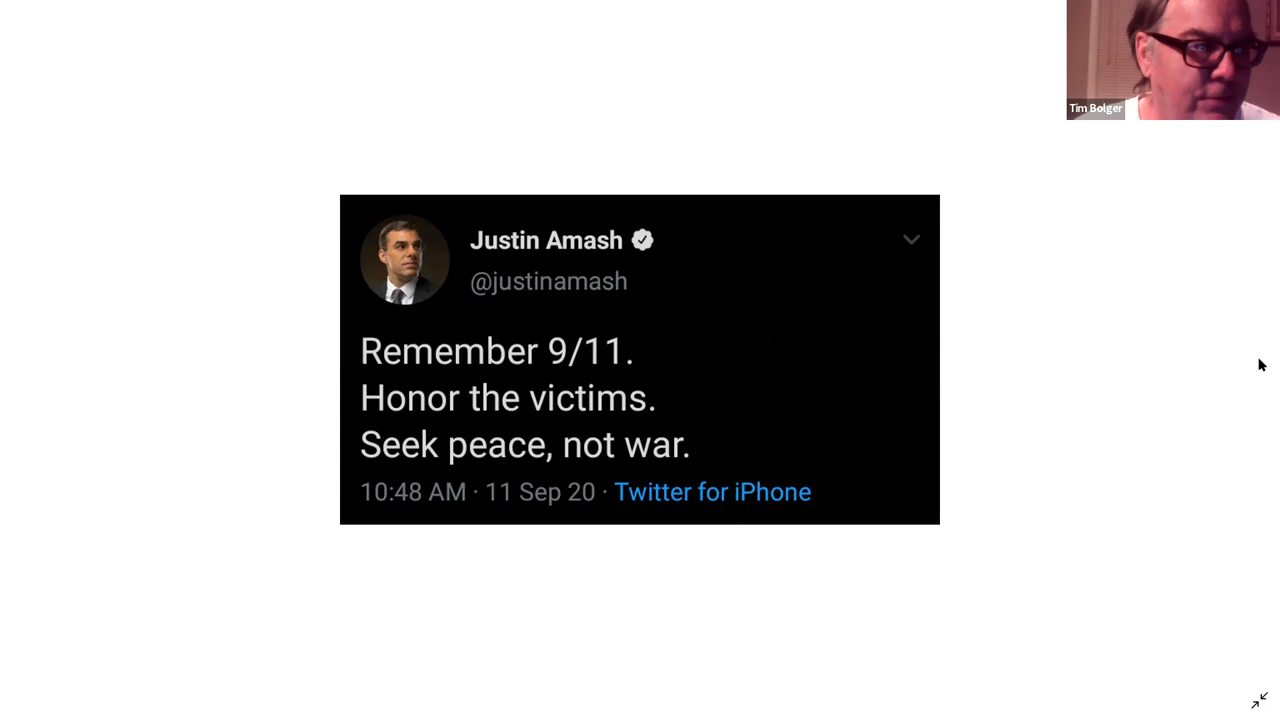 Tim Bolger
Justin Amash
@justinamash
Remember 9/11.
Honor the victims.
Seek peace, not war.
10:48 AM · 11 Sep 20 · Twitter for iPhone